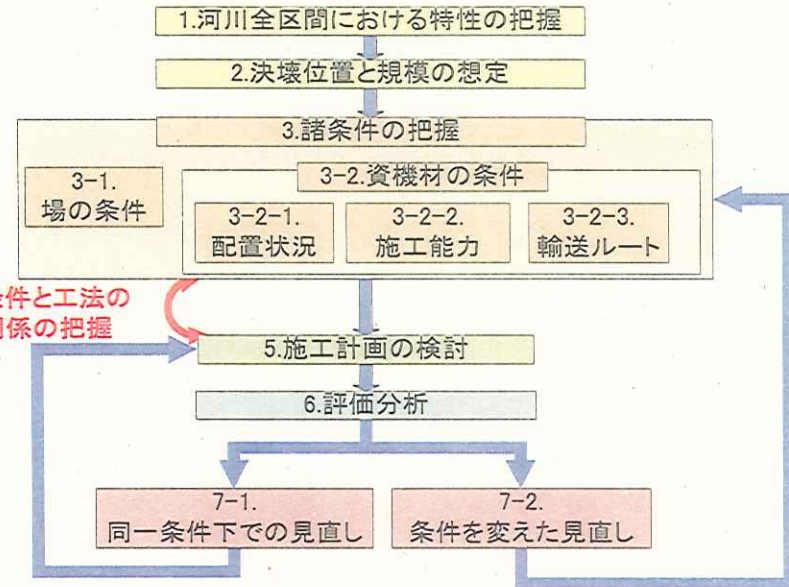 1.河川全区間における特性の把握
2.決壊位置と規模の想定
3.諸条件の把握
3-1.
場の条件
3-2.資機材の条件
3-2-1.
配置状況
3-2-2.
施工能力
3-2-3.
輸送ルート
件と工法の
係の把握
5.施工計画の検討
6.評価分析
7-1.
同一条件下での見直し
7-2.
条件を変えた見直し